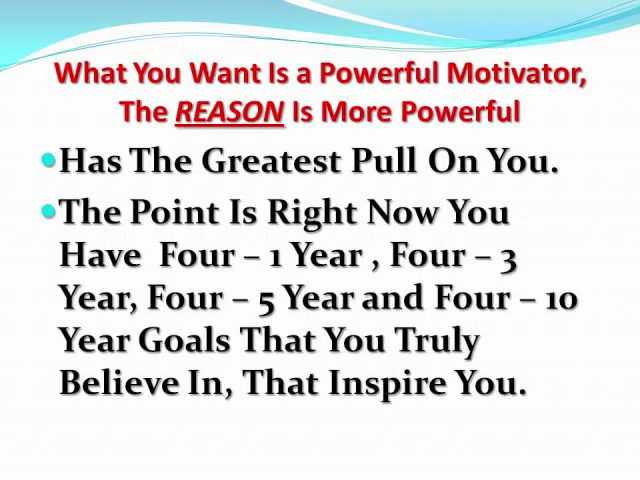 What You Want Is a Powerful Motivator,
The REASON Is More Powerful
Has The Greatest Pull On You.
The Point Is Right Now You
Have  Four – 1 Year , Four – 3
Year, Four – 5 Year and Four – 10
Year Goals That You Truly
Believe In, That Inspire You.